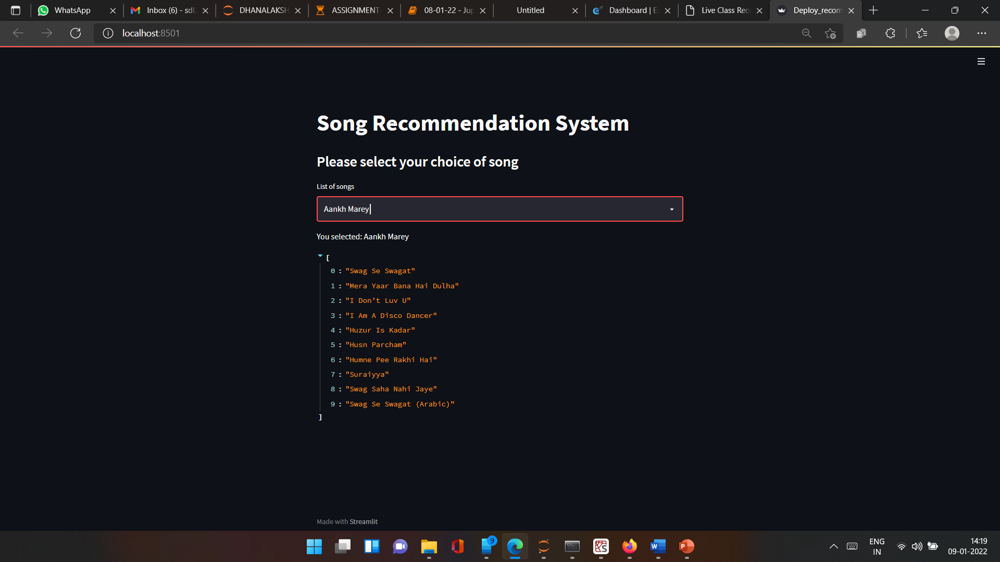 WhatsApp
Inbox (6) - sdl.
DHANALAKSH
ASSIGNMENT-
08-01-22 - Jup
Untitled
Dashboard | E
Live Class Rec
Deploy_recom
localhost:8501
Song Recommendation System
Please select your choice of song
List of songs
Aankh Marey
You selected: Aankh Marey
[
0 : "Swag Se Swagat"
1 : "Mera Yaar Bana Hai Dulha"
2 : "I Don’t Luv U"
3 : "I Am A Disco Dancer"
4 : "Huzur Is Kadar"
5 : "Husn Parcham"
6 : "Humne Pee Rakhi Hai"
7 : "Suraiyya"
8 : "Swag Saha Nahi Jaye"
9 : "Swag Se Swagat (Arabic)"
]
Made with Streamlit
9
ENG
IN
14:19
09-01-2022